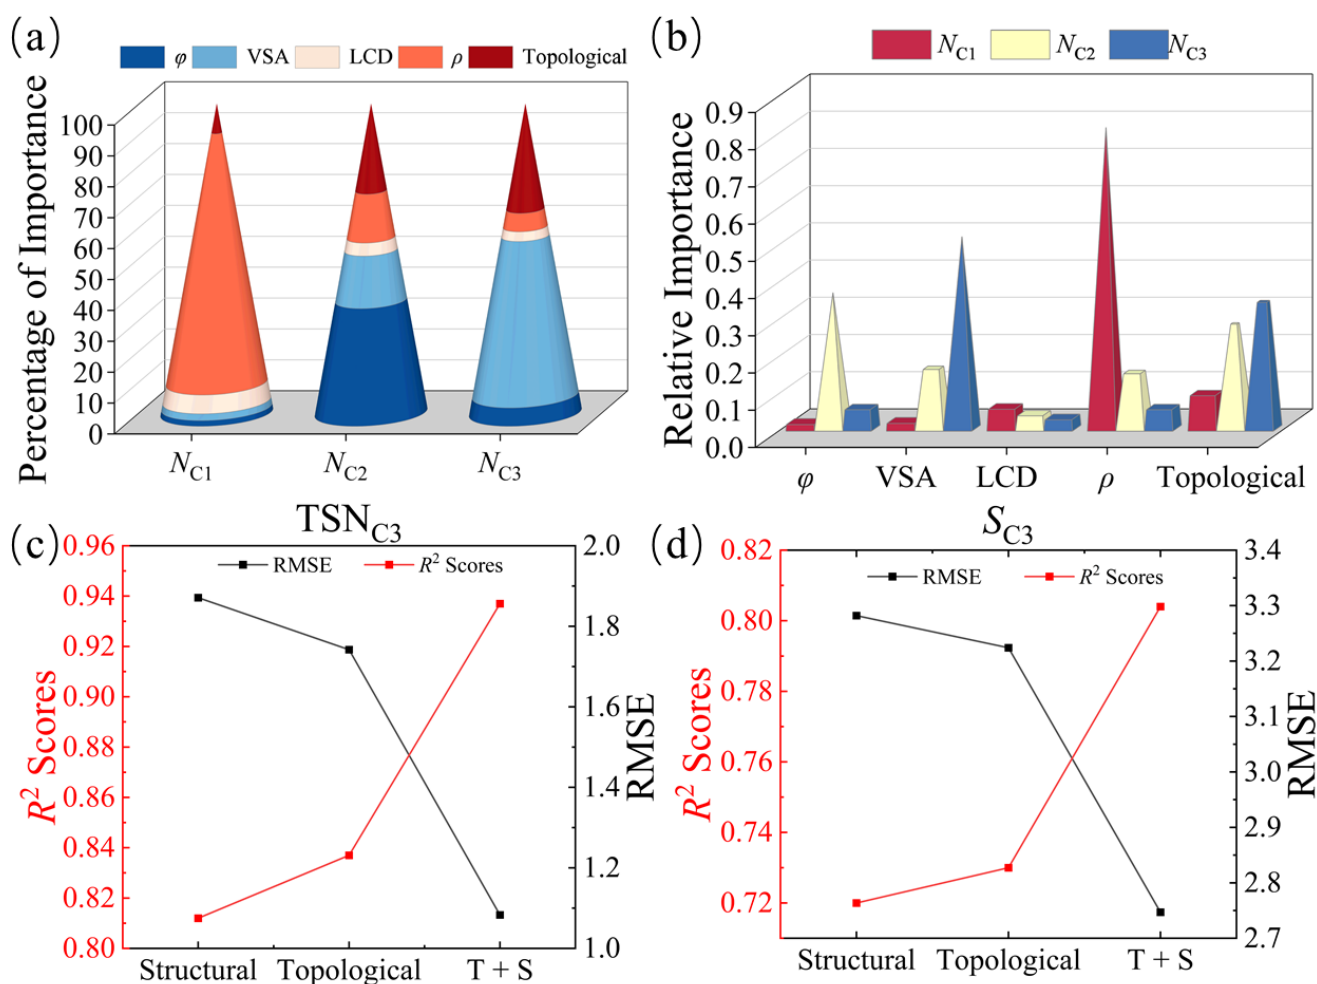 (a)
φ VSA LCD ρ Topological
Percentage of Importance
100
90
80
70
60
50
40
30
20
10
0
NC1 NC2 NC3
(b)
NC1 NC2 NC3
Relative Importance
0.9
0.8
0.7
0.6
0.5
0.4
0.3
0.2
0.1
0.0
φ VSA LCD ρ Topological
(c)
TSNC3
RMSE R2 Scores
R2 Scores
0.96
0.94
0.92
0.90
0.88
0.86
0.84
0.82
0.80
2.0
1.8
1.6
1.4
1.2
1.0
RMSE
Structural Topological T + S
(d)
SC3
RMSE R2 Scores
R2 Scores
0.82
0.80
0.78
0.76
0.74
0.72
3.4
3.3
3.2
3.1
3.0
2.9
2.8
2.7
RMSE
Structural Topological T + S